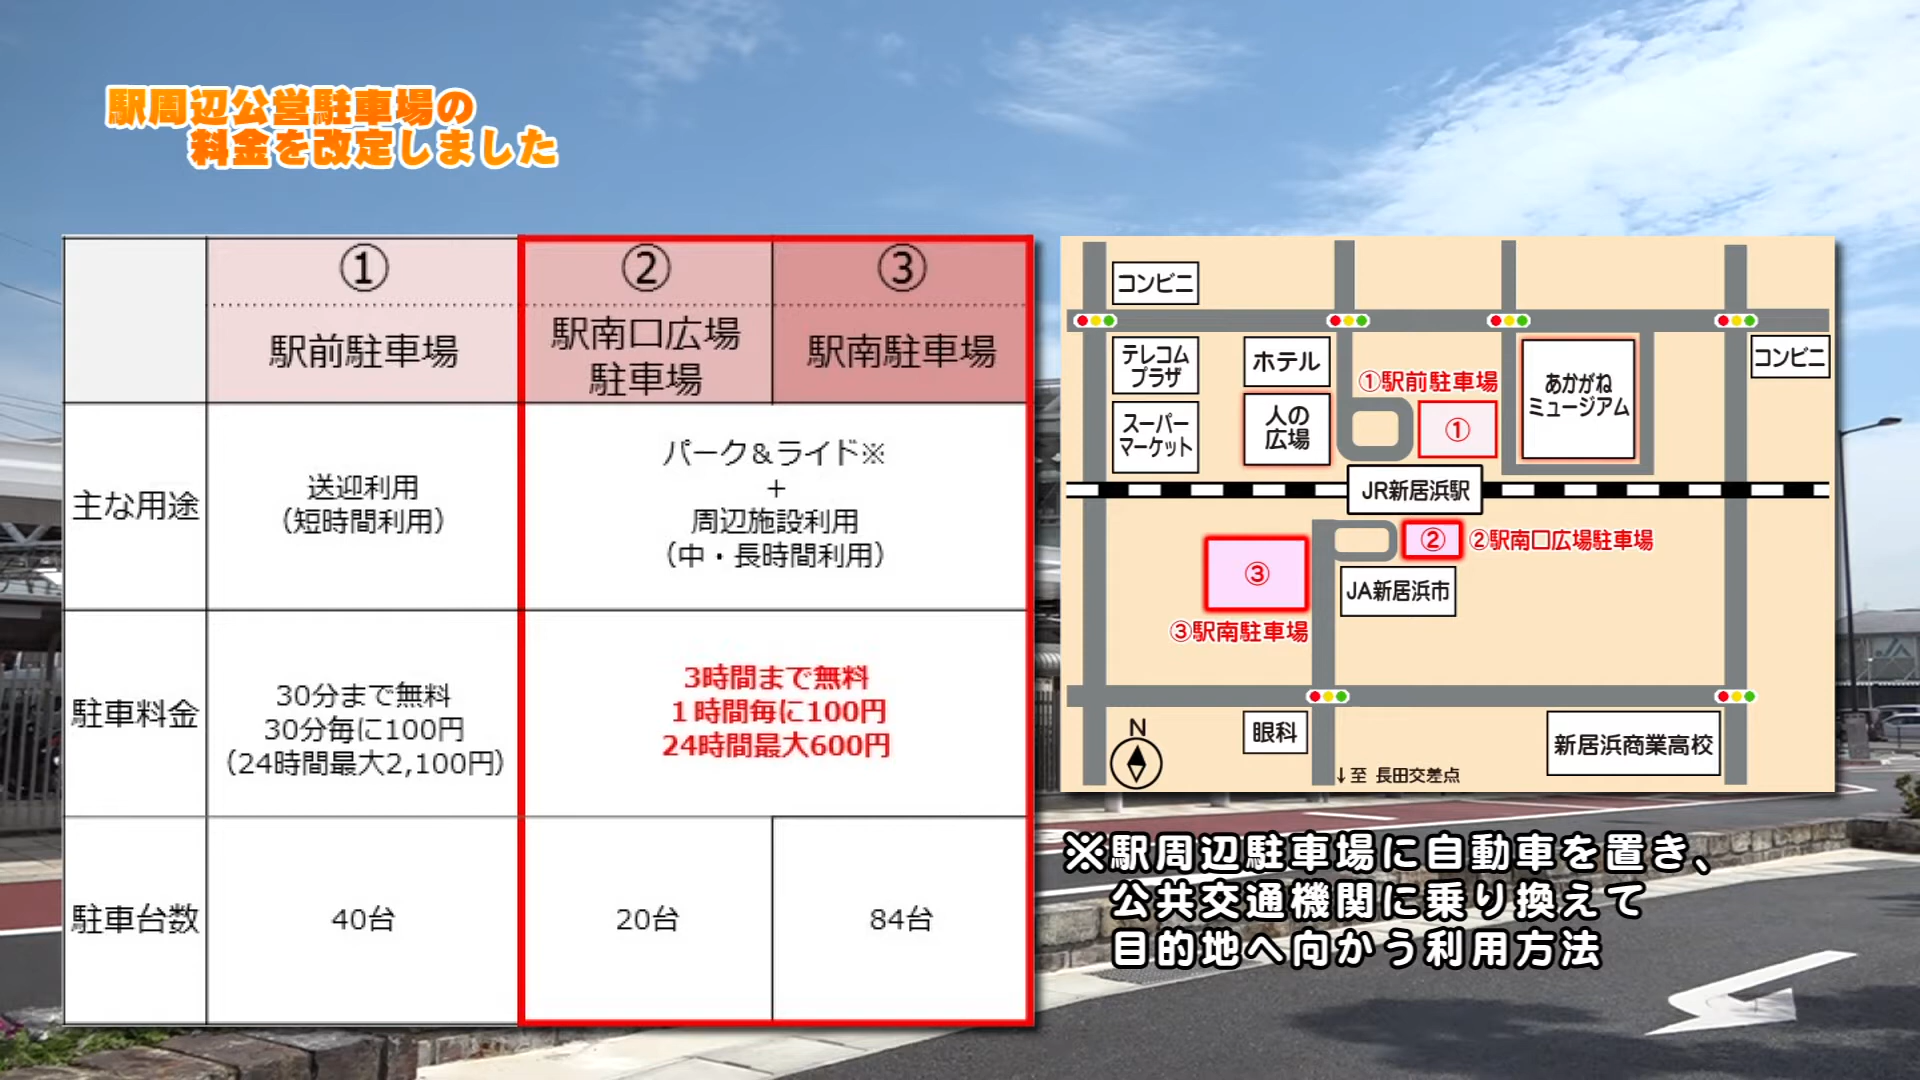 駅周辺公営駐車場の
料金を改定しました
①
②
③
駅前駐車場
駅南口広場
駐車場
駅南駐車場
主な用途
送迎利用
（短時間利用）
パーク＆ライド※
＋
周辺施設利用
（中・長時間利用）
駐車料金
30分まで無料
30分毎に100円
（24時間最大2,100円）
3時間まで無料
１時間毎に100円
24時間最大600円
駐車台数
40台
20台
84台
コンビニ
テレコム
プラザ
ホテル
①駅前駐車場
あかがね
ミュージアム
コンビニ
スーパー
マーケット
人の
広場
①
JR新居浜駅
②
②駅南口広場駐車場
③
③駅南駐車場
JA新居浜市
N
眼科
新居浜商業高校
↓至 長田交差点
※駅周辺駐車場に自動車を置き、
公共交通機関に乗り換えて
目的地へ向かう利用方法